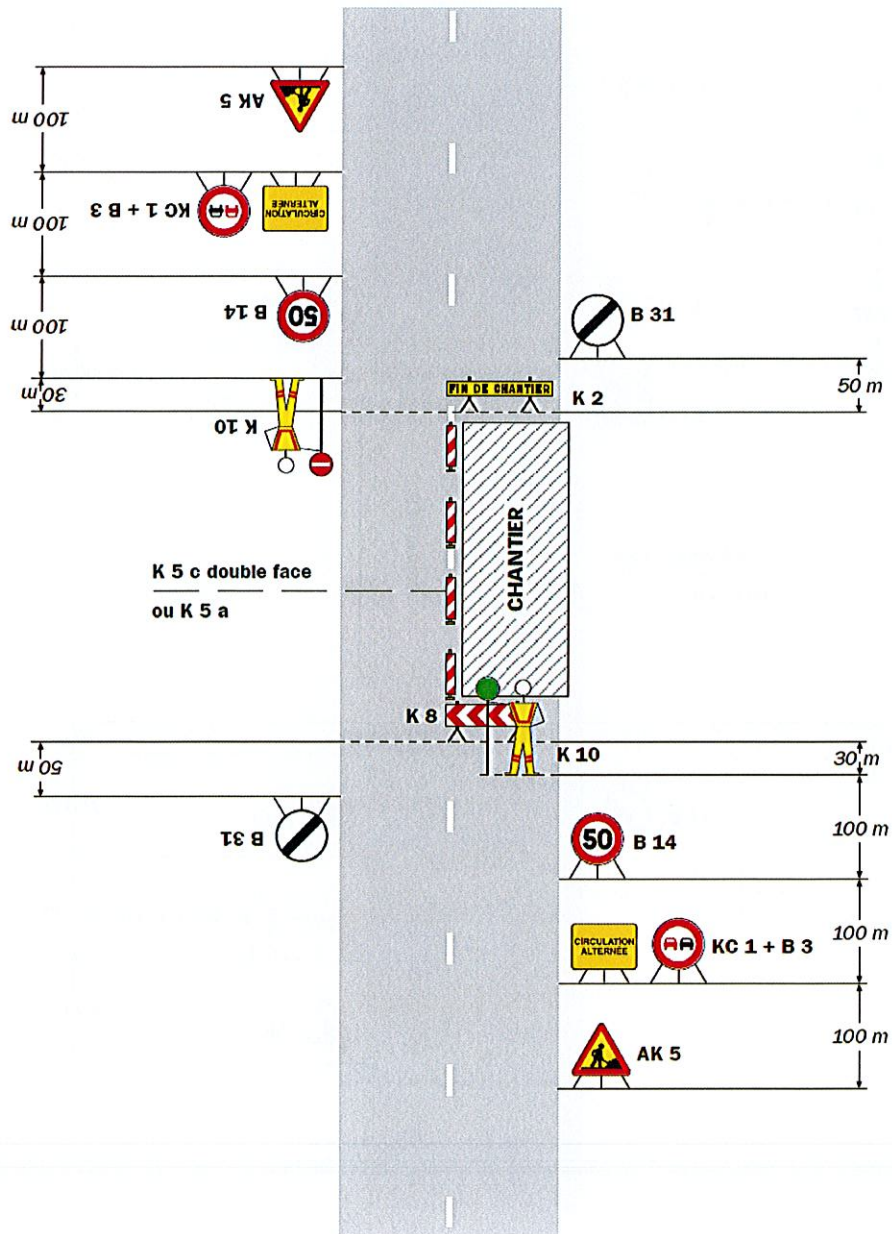 AK 5
100 m
KC 1 + B 3
CIRCULATION
ALTERNÉE
100 m
B 14
50
100 m
B 31
50 m
30 m
K 10
FIN DE CHANTIER
K 2
CHANTIER
K 5 c double face
ou K 5 a
K 8
K 10
30 m
50 m
B 31
50
B 14
100 m
CIRCULATION
ALTERNÉE
KC 1 + B 3
100 m
AK 5
100 m